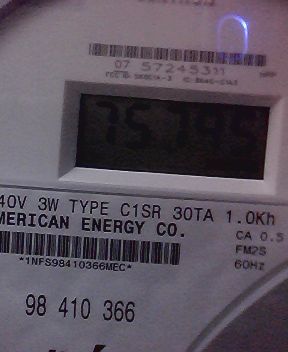 07 57245311
75795
40V 3W TYPE C1SR 30TA 1.0Kh
MERICAN ENERGY CO.
CA 0.5
*1NFS98410366MEC*
FM2S
60Hz
98 410 366